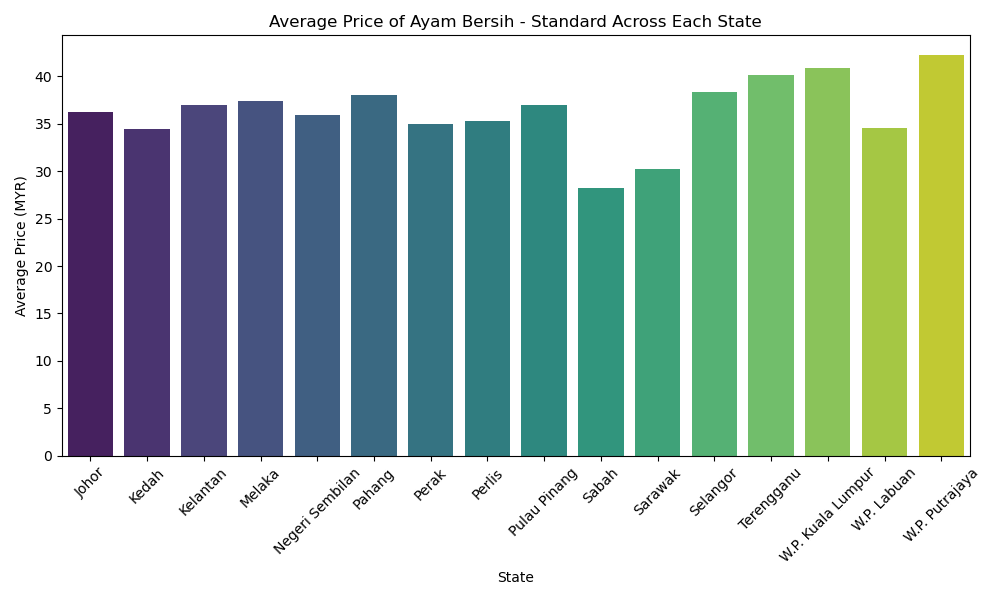 Average Price of Ayam Bersih - Standard Across Each State
Average Price (MYR)
40
35
30
25
20
15
10
5
0
Johor
Kedah
Kelantan
Melaka
Negeri Sembilan
Pahang
Perak
Perlis
Pulau Pinang
Sabah
Sarawak
Selangor
Terengganu
W.P. Kuala Lumpur
W.P. Labuan
W.P. Putrajaya
State